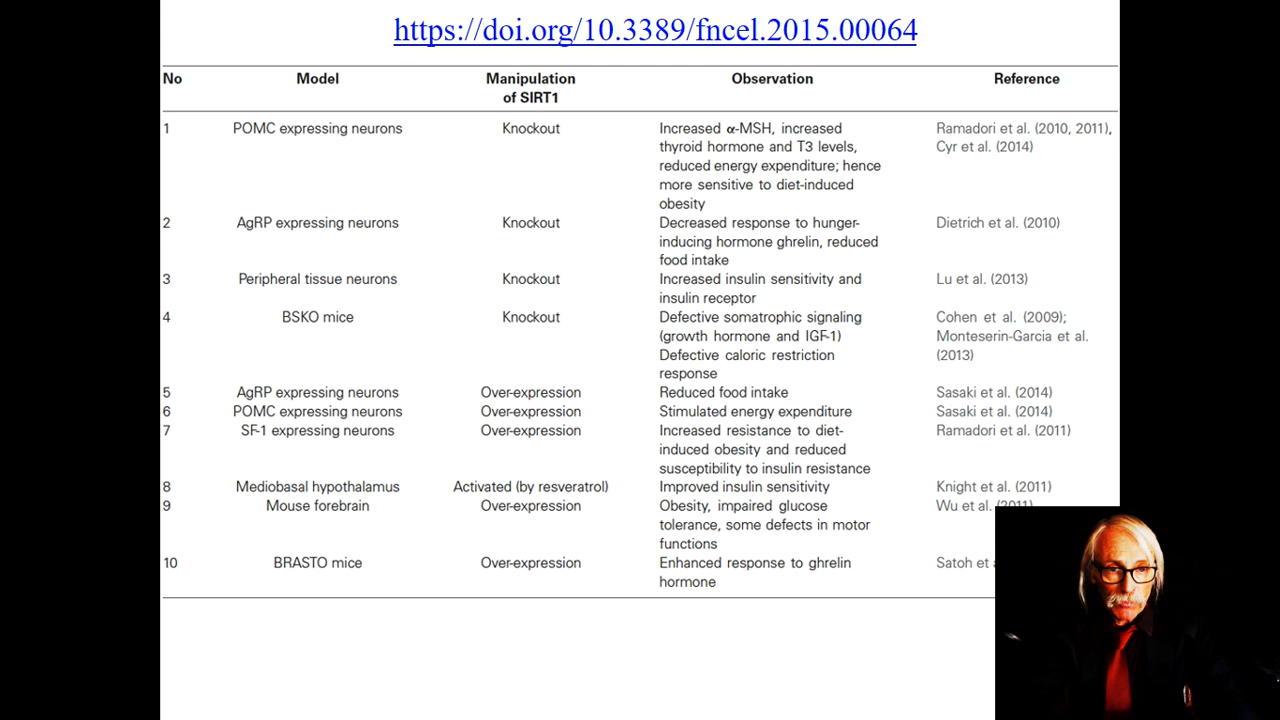 https://doi.org/10.3389/fncel.2015.00064
No Model Manipulation of SIRT1 Observation Reference
1 POMC expressing neurons Knockout Increased α-MSH, increased Ramadori et al. (2010, 2011),
thyroid hormone and T3 levels, Cyr et al. (2014)
reduced energy expenditure; hence
more sensitive to diet-induced
obesity
2 AgRP expressing neurons Knockout Decreased response to hunger- Dietrich et al. (2010)
inducing hormone ghrelin, reduced
food intake
3 Peripheral tissue neurons Knockout Increased insulin sensitivity and Lu et al. (2013)
insulin receptor
4 BSKO mice Knockout Defective somatrophic signaling Cohen et al. (2009);
(growth hormone and IGF-1) Monteserin-Garcia et al.
Defective caloric restriction (2013)
response
5 AgRP expressing neurons Over-expression Reduced food intake Sasaki et al. (2014)
6 POMC expressing neurons Over-expression Stimulated energy expenditure Sasaki et al. (2014)
7 SF-1 expressing neurons Over-expression Increased resistance to diet- Ramadori et al. (2011)
induced obesity and reduced
susceptibility to insulin resistance
8 Mediobasal hypothalamus Activated (by resveratrol) Improved insulin sensitivity Knight et al. (2011)
9 Mouse forebrain Over-expression Obesity, impaired glucose Wu et al. (2011)
tolerance, some defects in motor
functions
10 BRASTO mice Over-expression Enhanced response to ghrelin Satoh et
hormone